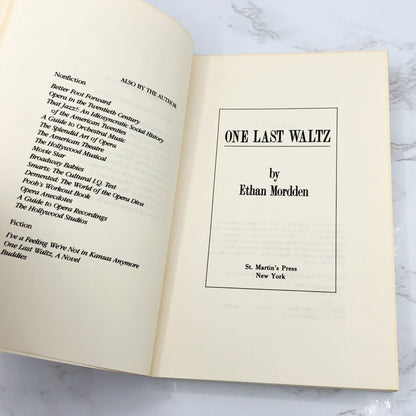 ALSO BY THE AUTHOR
Nonfiction
Better Foot Forward
Opera in the Twentieth Century
That Jazz!: An Idiosyncratic Social History
of the American Twenties
A Guide to Orchestral Music
The Splendid Art of Opera
The American Theatre
The Hollywood Musical
Movie Star
Broadway Babies
Smarts: The Cultural I.Q. Test
Demented: The World of the Opera Diva
Pooh's Workout Book
Opera Anecdotes
A Guide to Opera Recordings
The Hollywood Studios
Fiction
I've a Feeling We're Not in Kansas Anymore
One Last Waltz, A Novel
Buddies
ONE LAST WALTZ
by
Ethan Mordden
St. Martin's Press
New York